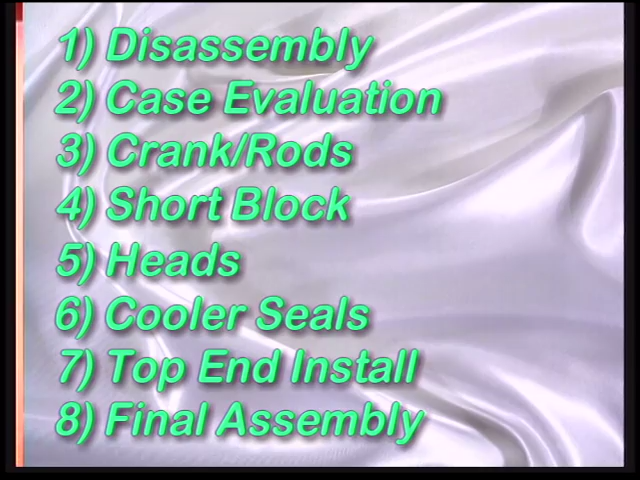 1) Disassembly
2) Case Evaluation
3) Crank/Rods
4) Short Block
5) Heads
6) Cooler Seals
7) Top End Install
8) Final Assembly